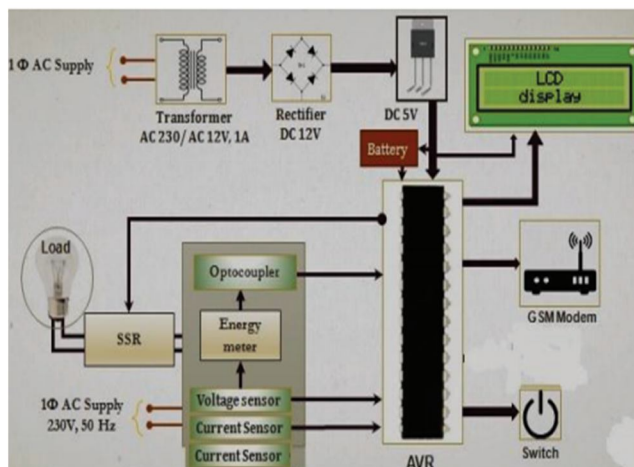 1Φ AC Supply
Transformer
AC 230/ AC 12V, 1A
Rectifier
DC 12V
DC 5V
LCD
display
Battery
Load
Optocoupler
SSR
Energy
meter
GSM Modem
1Φ AC Supply
230V, 50 Hz
Voltage sensor
Current Sensor
Current Sensor
AVR
Switch